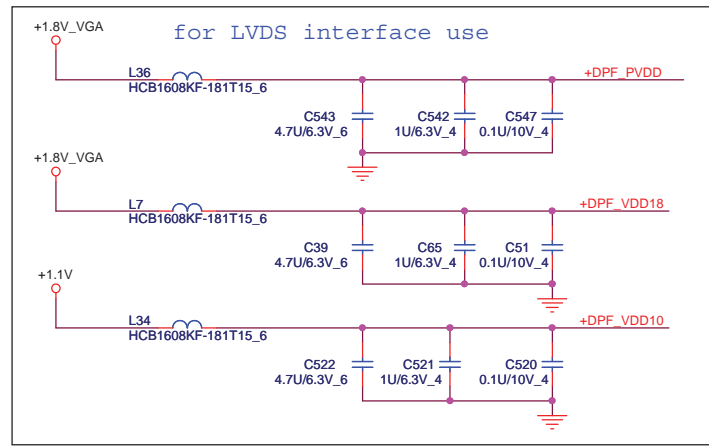 for LVDS interface use
+1.8V_VGA
L36
HCB1608KF-181T15_6
+DPF_PVDD
C543
4.7U/6.3V_6
C542
1U/6.3V_4
C547
0.1U/10V_4
+1.8V_VGA
L7
HCB1608KF-181T15_6
+DPF_VDD18
C39
4.7U/6.3V_6
C65
1U/6.3V_4
C51
0.1U/10V_4
+1.1V
L34
HCB1608KF-181T15_6
+DPF_VDD10
C522
4.7U/6.3V_6
C521
1U/6.3V_4
C520
0.1U/10V_4